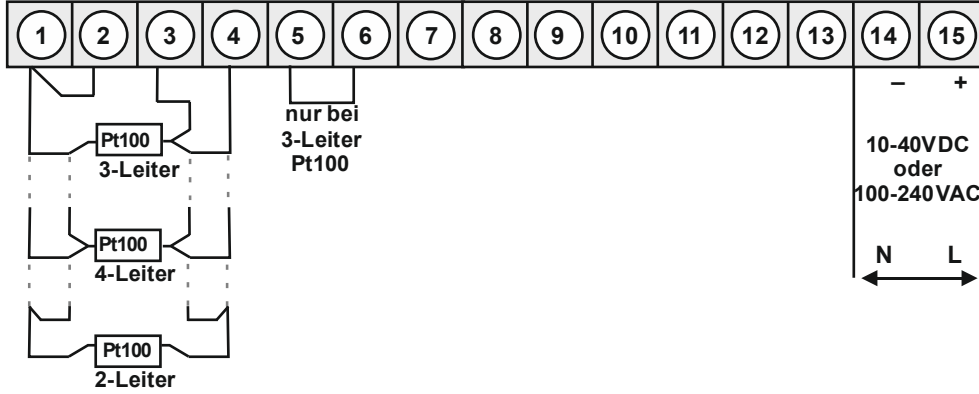 1 2 3 4 5 6 7 8 9 10 11 12 13 14 15
– +
Pt100
3-Leiter
nur bei
3-Leiter
Pt100
10-40VDC
oder
100-240VAC
Pt100
4-Leiter
N L
Pt100
2-Leiter